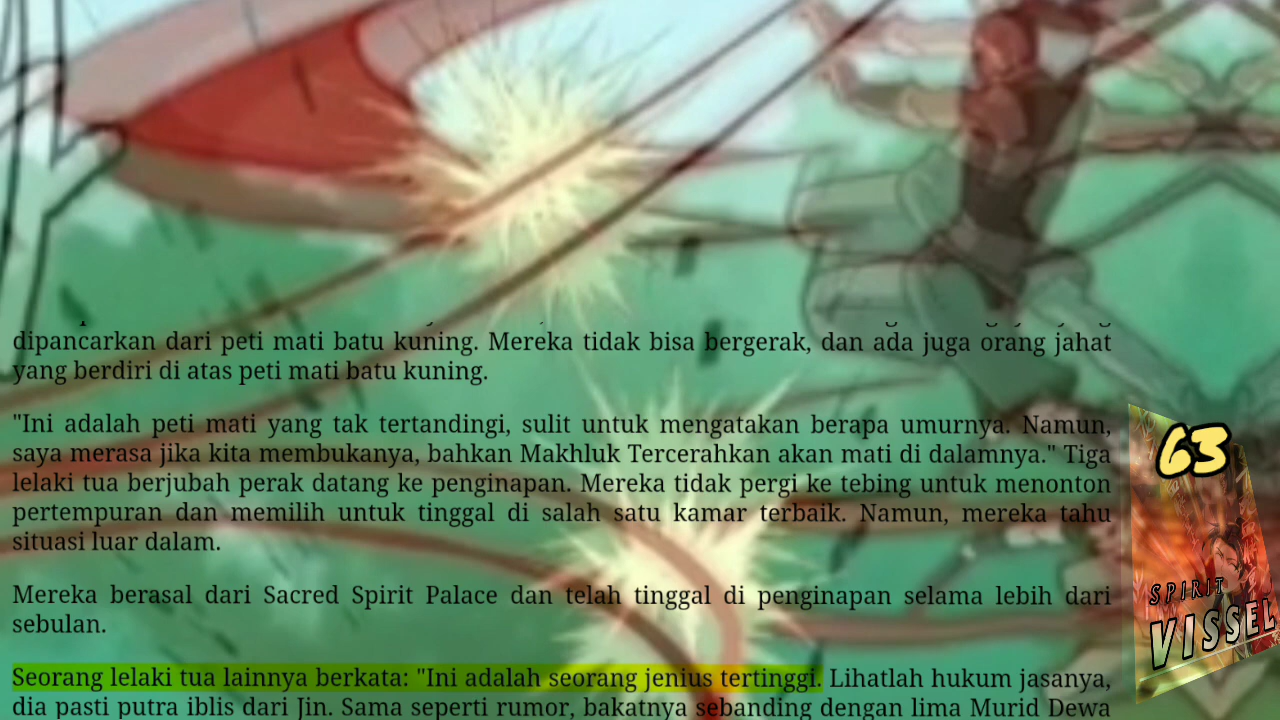 dipancarkan dari peti mati batu kuning. Mereka tidak bisa bergerak, dan ada juga orang jahat
yang berdiri di atas peti mati batu kuning.
"Ini adalah peti mati yang tak tertandingi, sulit untuk mengatakan berapa umurnya. Namun,
saya merasa jika kita membukanya, bahkan Makhluk Tercerahkan akan mati di dalamnya." Tiga
lelaki tua berjubah perak datang ke penginapan. Mereka tidak pergi ke tebing untuk menonton
pertempuran dan memilih untuk tinggal di salah satu kamar terbaik. Namun, mereka tahu
situasi luar dalam.
Mereka berasal dari Sacred Spirit Palace dan telah tinggal di penginapan selama lebih dari
sebulan.
Seorang lelaki tua lainnya berkata: "Ini adalah seorang jenius tertinggi. Lihatlah hukum jasanya,
dia pasti putra iblis dari Jin. Sama seperti rumor, bakatnya sebanding dengan lima Murid Dewa
63
SPIRIT
VISSEL